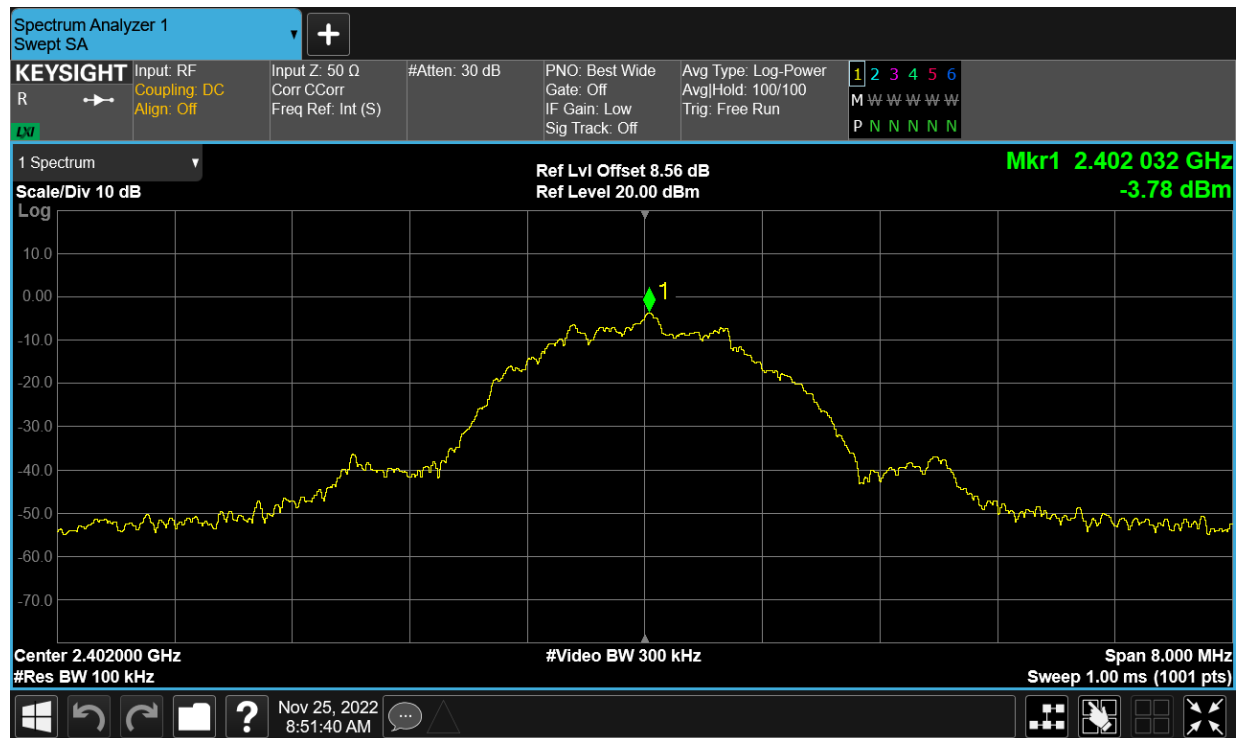 Spectrum Analyzer 1
Swept SA
KEYSIGHT
R
LXI
Input: RF
Coupling: DC
Align: Off
Input Z: 50 Ω
Corr CCorr
Freq Ref: Int (S)
#Atten: 30 dB
PNO: Best Wide
Gate: Off
IF Gain: Low
Sig Track: Off
Avg Type: Log-Power
Avg|Hold: 100/100
Trig: Free Run
1 2 3 4 5 6
M W W W W W
P N N N N N
1 Spectrum
Scale/Div 10 dB
Log
Ref Lvl Offset 8.56 dB
Ref Level 20.00 dBm
Mkr1 2.402 032 GHz
-3.78 dBm
1
10.0
0.00
-10.0
-20.0
-30.0
-40.0
-50.0
-60.0
-70.0
Center 2.402000 GHz
#Video BW 300 kHz
Span 8.000 MHz
#Res BW 100 kHz
Sweep 1.00 ms (1001 pts)
?
Nov 25, 2022
8:51:40 AM